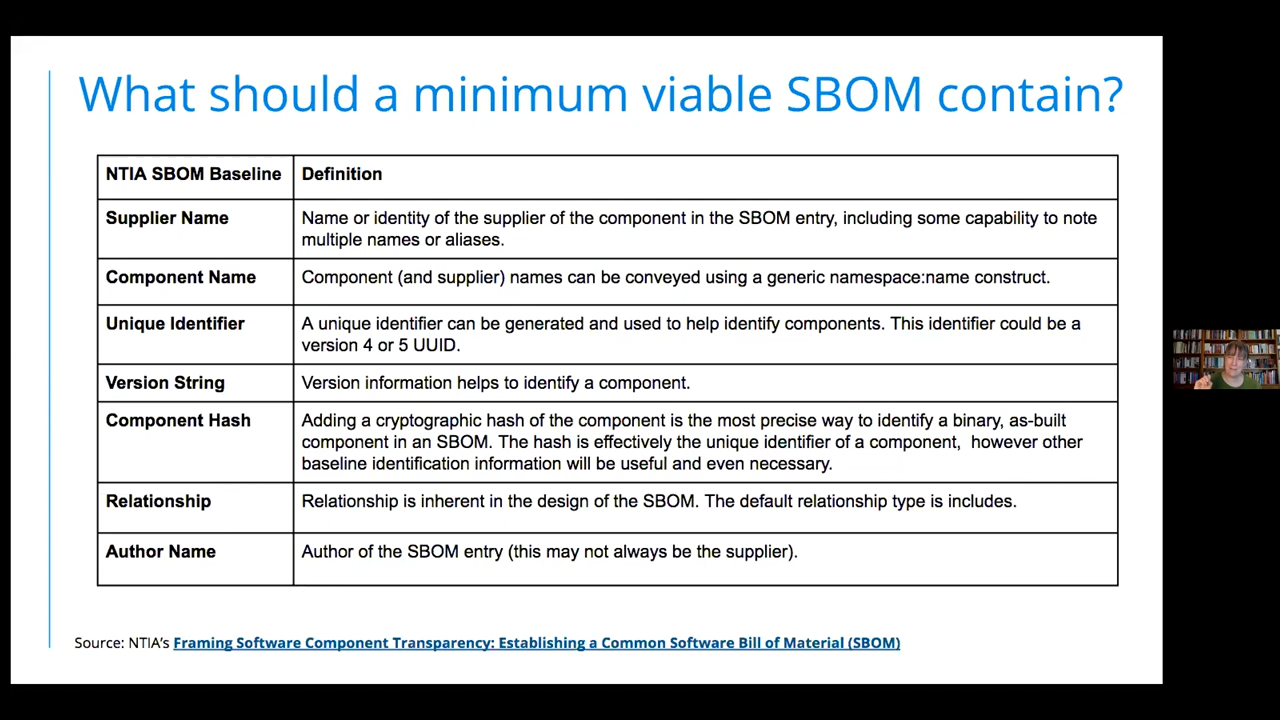 What should a minimum viable SBOM contain?
NTIA SBOM Baseline
Definition
Supplier Name
Name or identity of the supplier of the component in the SBOM entry, including some capability to note
multiple names or aliases.
Component Name
Component (and supplier) names can be conveyed using a generic namespace:name construct.
Unique Identifier
A unique identifier can be generated and used to help identify components. This identifier could be a
version 4 or 5 UUID.
Version String
Version information helps to identify a component.
Component Hash
Adding a cryptographic hash of the component is the most precise way to identify a binary, as-built
component in an SBOM. The hash is effectively the unique identifier of a component,  however other
baseline identification information will be useful and even necessary.
Relationship
Relationship is inherent in the design of the SBOM. The default relationship type is includes.
Author Name
Author of the SBOM entry (this may not always be the supplier).
Source: NTIA's Framing Software Component Transparency: Establishing a Common Software Bill of Material (SBOM)